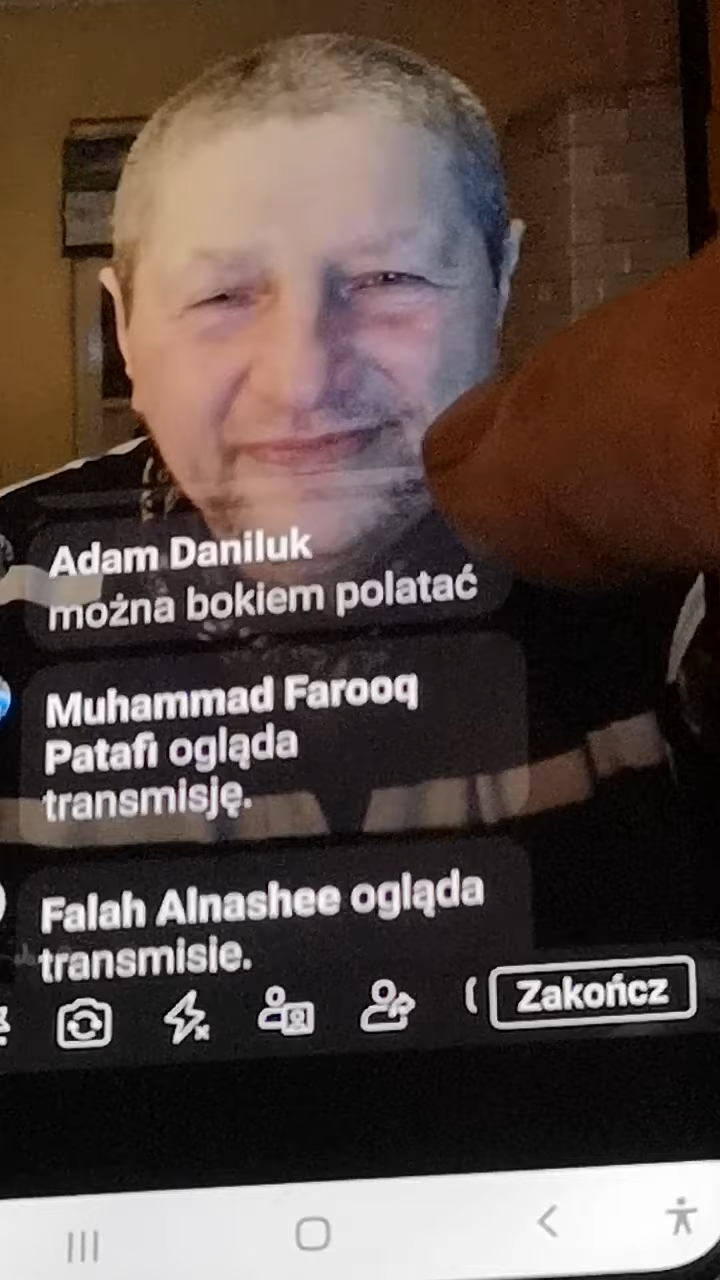 Adam Daniluk
można bokiem polatać
Muhammad Farooq
Patafi ogląda
transmisję.
Falah Alnashee ogląda
transmisie.
Zakończ